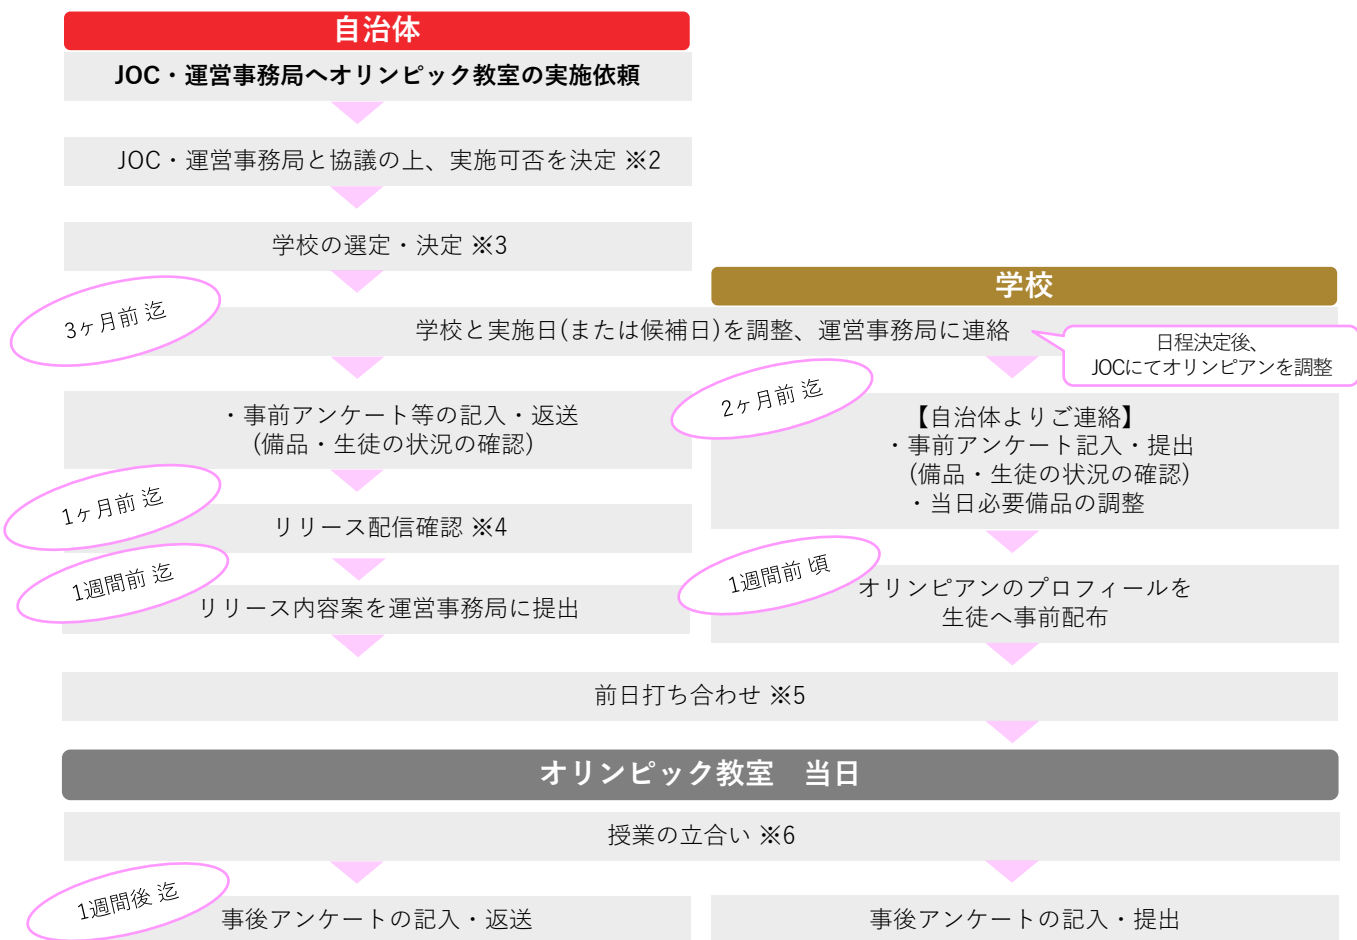 自治体
JOC・運営事務局へオリンピック教室の実施依頼
JOC・運営事務局と協議の上、実施可否を決定 ※2
学校の選定・決定 ※3
学校
3ヶ月前 迄
学校と実施日(または候補日)を調整、運営事務局に連絡
日程決定後、
JOCにてオリンピアンを調整
・事前アンケート等の記入・返送
(備品・生徒の状況の確認)
2ヶ月前 迄
【自治体よりご連絡】
・事前アンケート記入・提出
(備品・生徒の状況の確認)
・当日必要備品の調整
1ヶ月前 迄
リリース配信確認 ※4
1週間前 迄
リリース内容案を運営事務局に提出
1週間前 頃
オリンピアンのプロフィールを
生徒へ事前配布
前日打ち合わせ ※5
オリンピック教室　当日
授業の立合い ※6
1週間後 迄
事後アンケートの記入・返送
事後アンケートの記入・提出